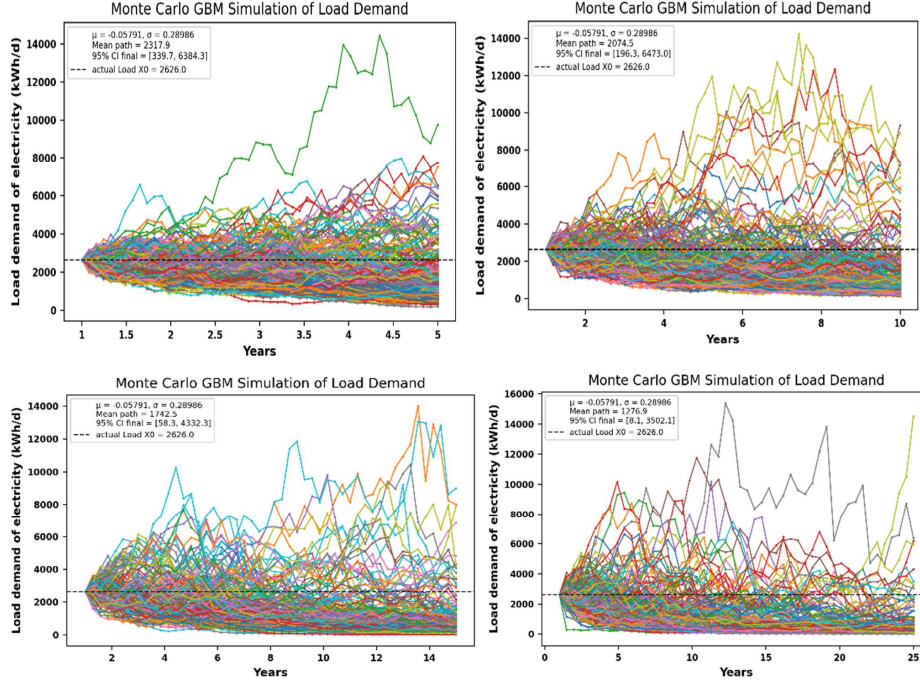 Monte Carlo GBM Simulation of Load Demand
μ = -0.05791, σ = 0.28986
Mean path = 2317.9
95% CI final = [339.7, 6384.3]
actual Load X0 = 2626.0
Load demand of electricity (kWh/d)
14000
12000
10000
8000
6000
4000
2000
0
1 1.5 2 2.5 3 3.5 4 4.5 5
Years
Monte Carlo GBM Simulation of Load Demand
μ = -0.05791, σ = 0.28986
Mean path = 2074.5
95% CI final = [196.3, 6473.0]
actual Load X0 = 2626.0
Load demand of electricity (kWh/d)
14000
12000
10000
8000
6000
4000
2000
0
2 4 6 8 10
Years
Monte Carlo GBM Simulation of Load Demand
μ = -0.05791, σ = 0.28986
Mean path = 1742.5
95% CI final = [58.3, 4332.3]
actual Load X0 = 2626.0
Load demand of electricity (kWh/d)
14000
12000
10000
8000
6000
4000
2000
0
2 4 6 8 10 12 14
Years
Monte Carlo GBM Simulation of Load Demand
μ = -0.05791, σ = 0.28986
Mean path = 1276.9
95% CI final = [8.1, 3502.1]
actual Load X0 = 2626.0
Load demand of electricity (kWh/d)
16000
14000
12000
10000
8000
6000
4000
2000
0
0 5 10 15 20 25
Years